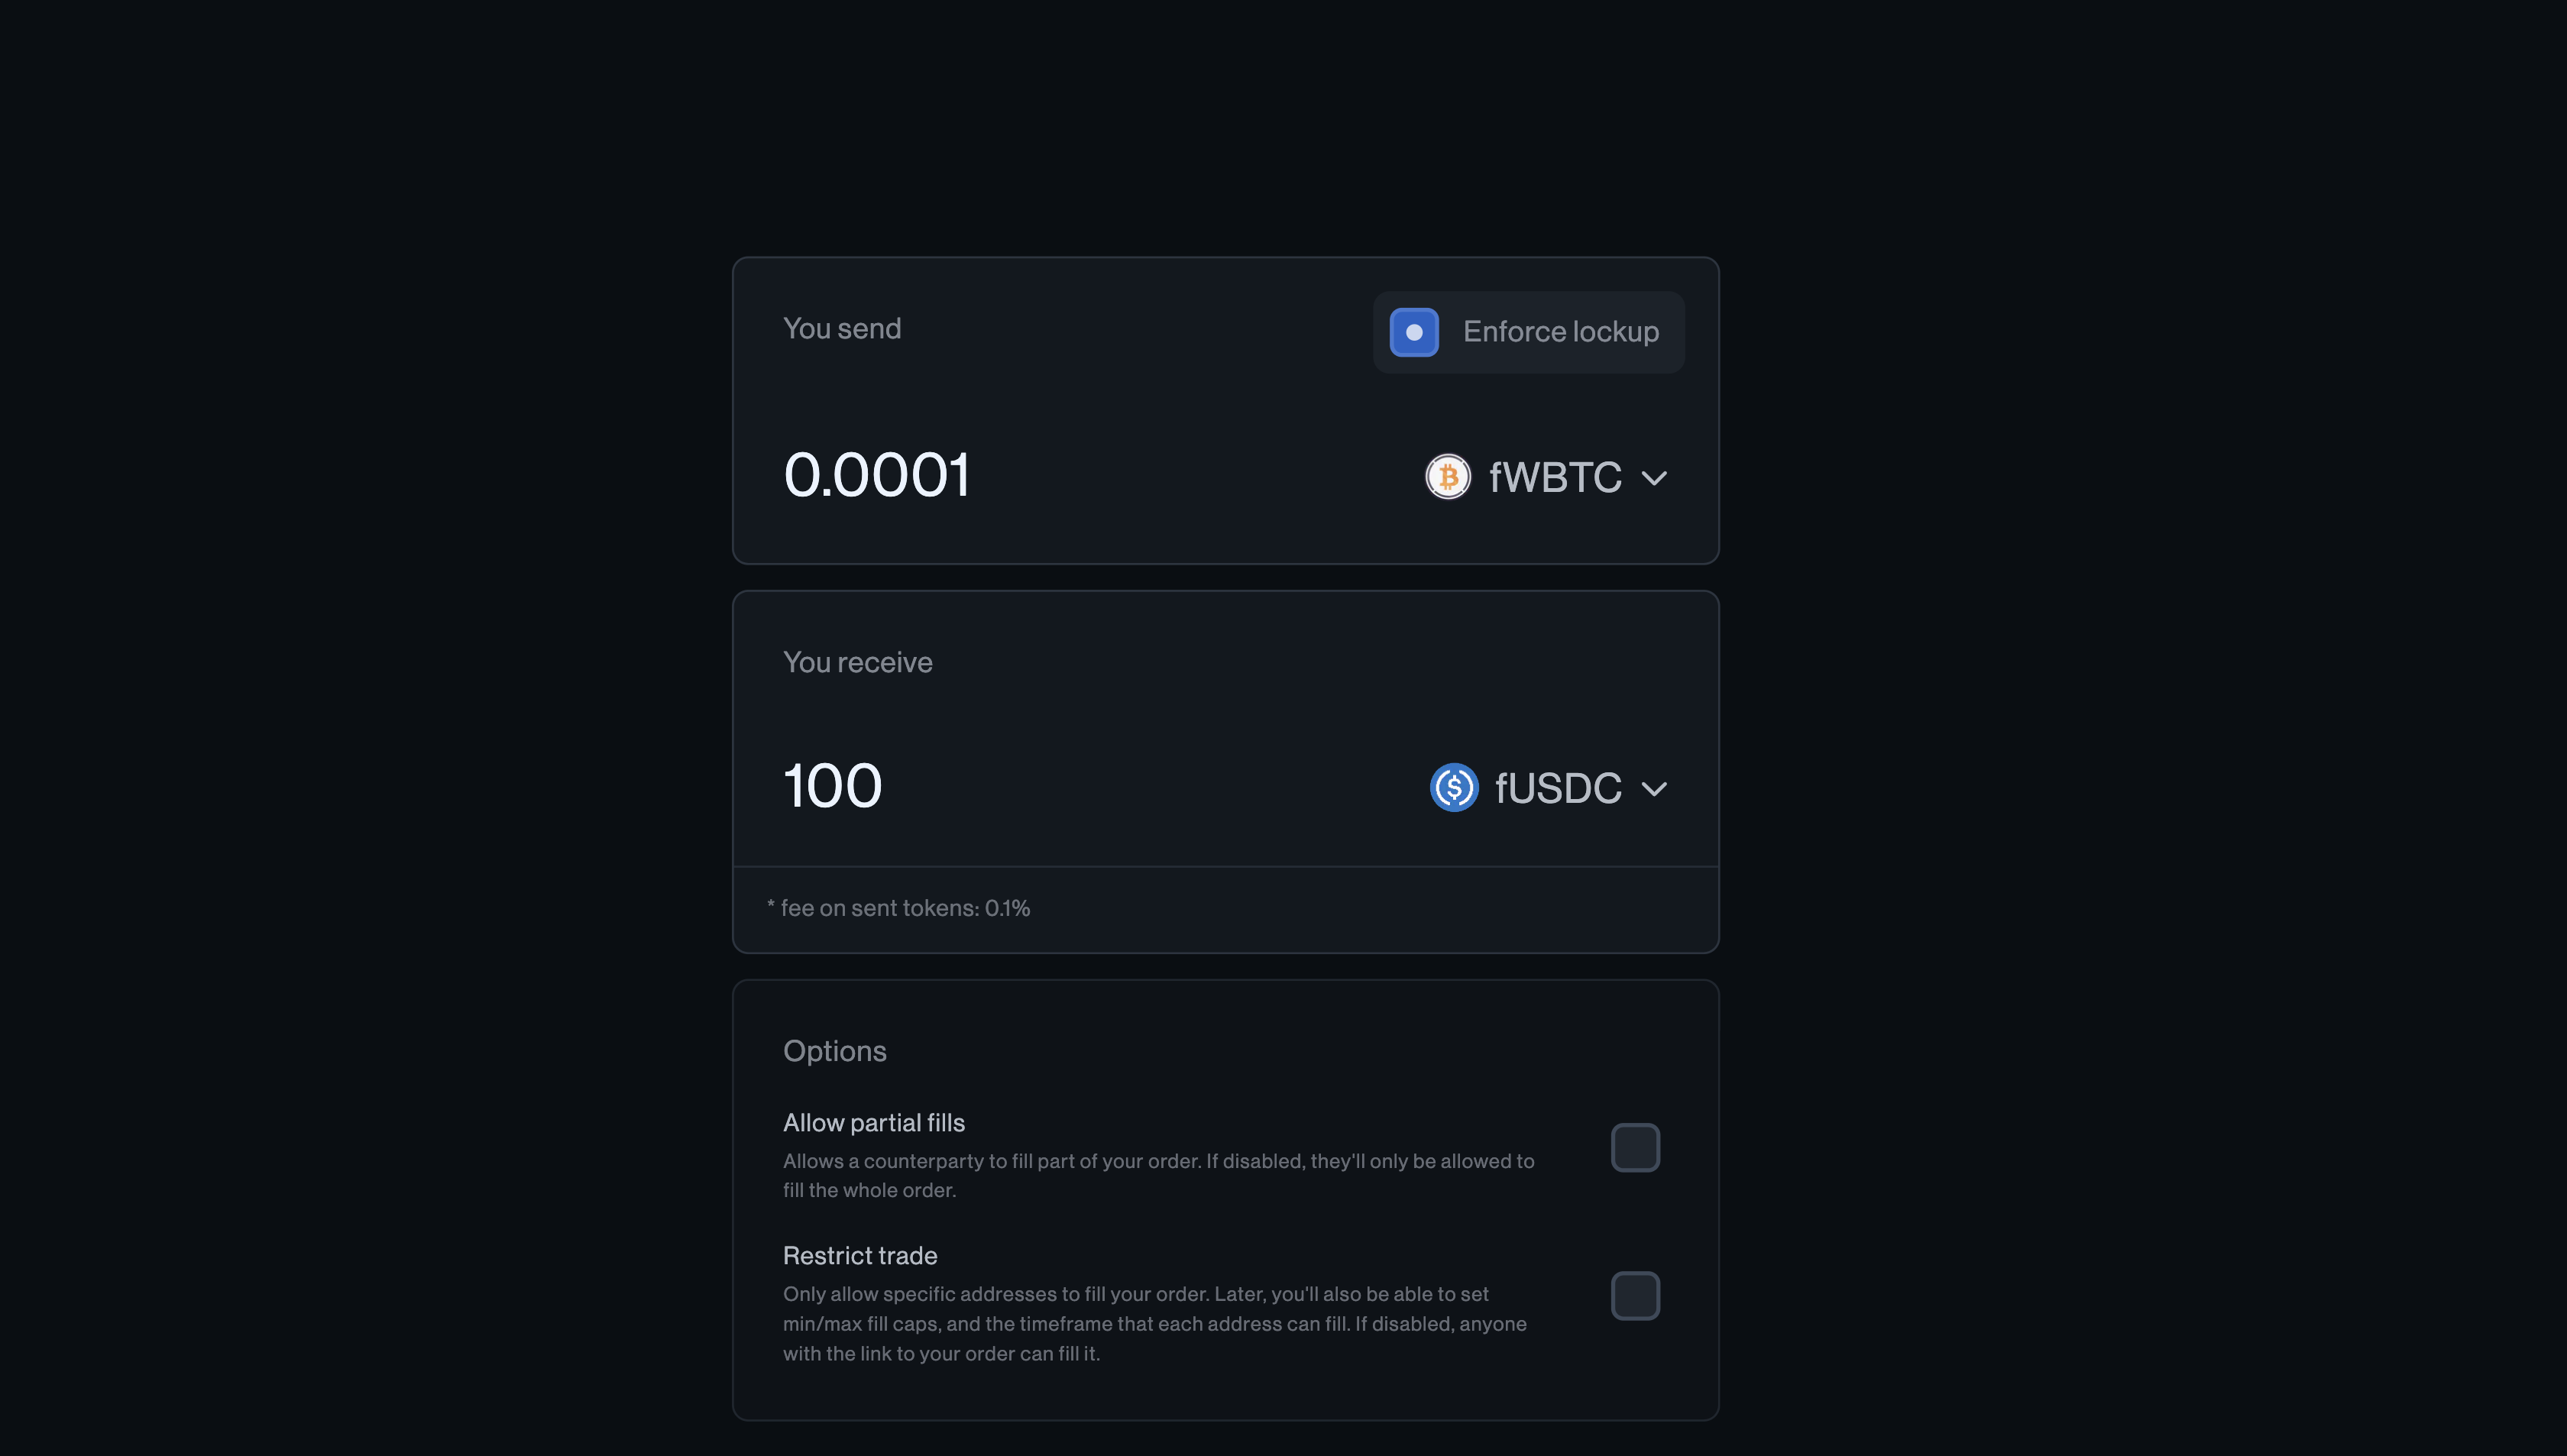 You send
Enforce lockup
0.0001
fWBTC
You receive
100
fUSDC
* fee on sent tokens: 0.1%
Options
Allow partial fills
Allows a counterparty to fill part of your order. If disabled, they'll only be allowed to
fill the whole order.
Restrict trade
Only allow specific addresses to fill your order. Later, you'll also be able to set
min/max fill caps, and the timeframe that each address can fill. If disabled, anyone
with the link to your order can fill it.